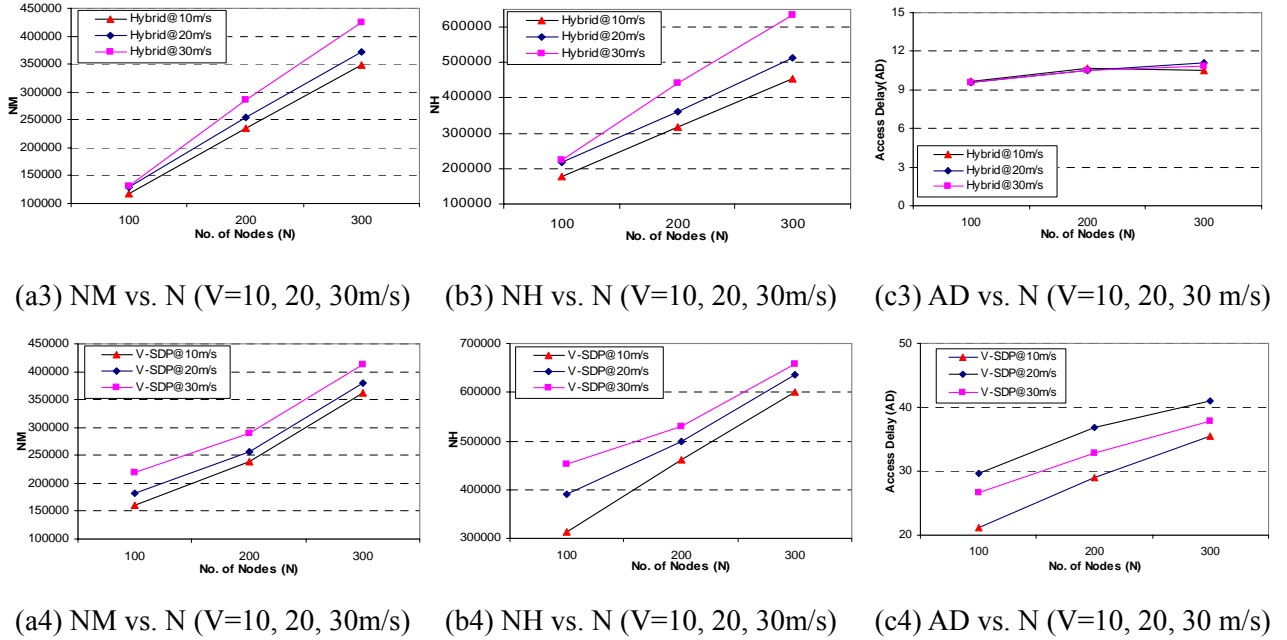 450000
400000
350000
300000
250000
200000
150000
100000
NM
Hybrid@10m/s
Hybrid@20m/s
Hybrid@30m/s
100 200 300
No. of Nodes (N)
600000
500000
400000
300000
200000
100000
NH
Hybrid@10m/s
Hybrid@20m/s
Hybrid@30m/s
100 200 300
No. of Nodes (N)
15
12
9
6
3
0
Access Delay(AD)
Hybrid@10m/s
Hybrid@20m/s
Hybrid@30m/s
100 200 300
No. of Nodes (N)
(a3) NM vs. N (V=10, 20, 30m/s)
(b3) NH vs. N (V=10, 20, 30m/s)
(c3) AD vs. N (V=10, 20, 30 m/s)
450000
400000
350000
300000
250000
200000
150000
100000
NM
V-SDP@10m/s
V-SDP@20m/s
V-SDP@30m/s
100 200 300
No. of Nodes (N)
700000
600000
500000
400000
300000
NH
V-SDP@10m/s
V-SDP@20m/s
V-SDP@30m/s
100 200 300
No. of Nodes (N)
50
40
30
20
Access Delay (AD)
V-SDP@10m/s
V-SDP@20m/s
V-SDP@30m/s
100 200 300
No. of Nodes (N)
(a4) NM vs. N (V=10, 20, 30m/s)
(b4) NH vs. N (V=10, 20, 30m/s)
(c4) AD vs. N (V=10, 20, 30 m/s)